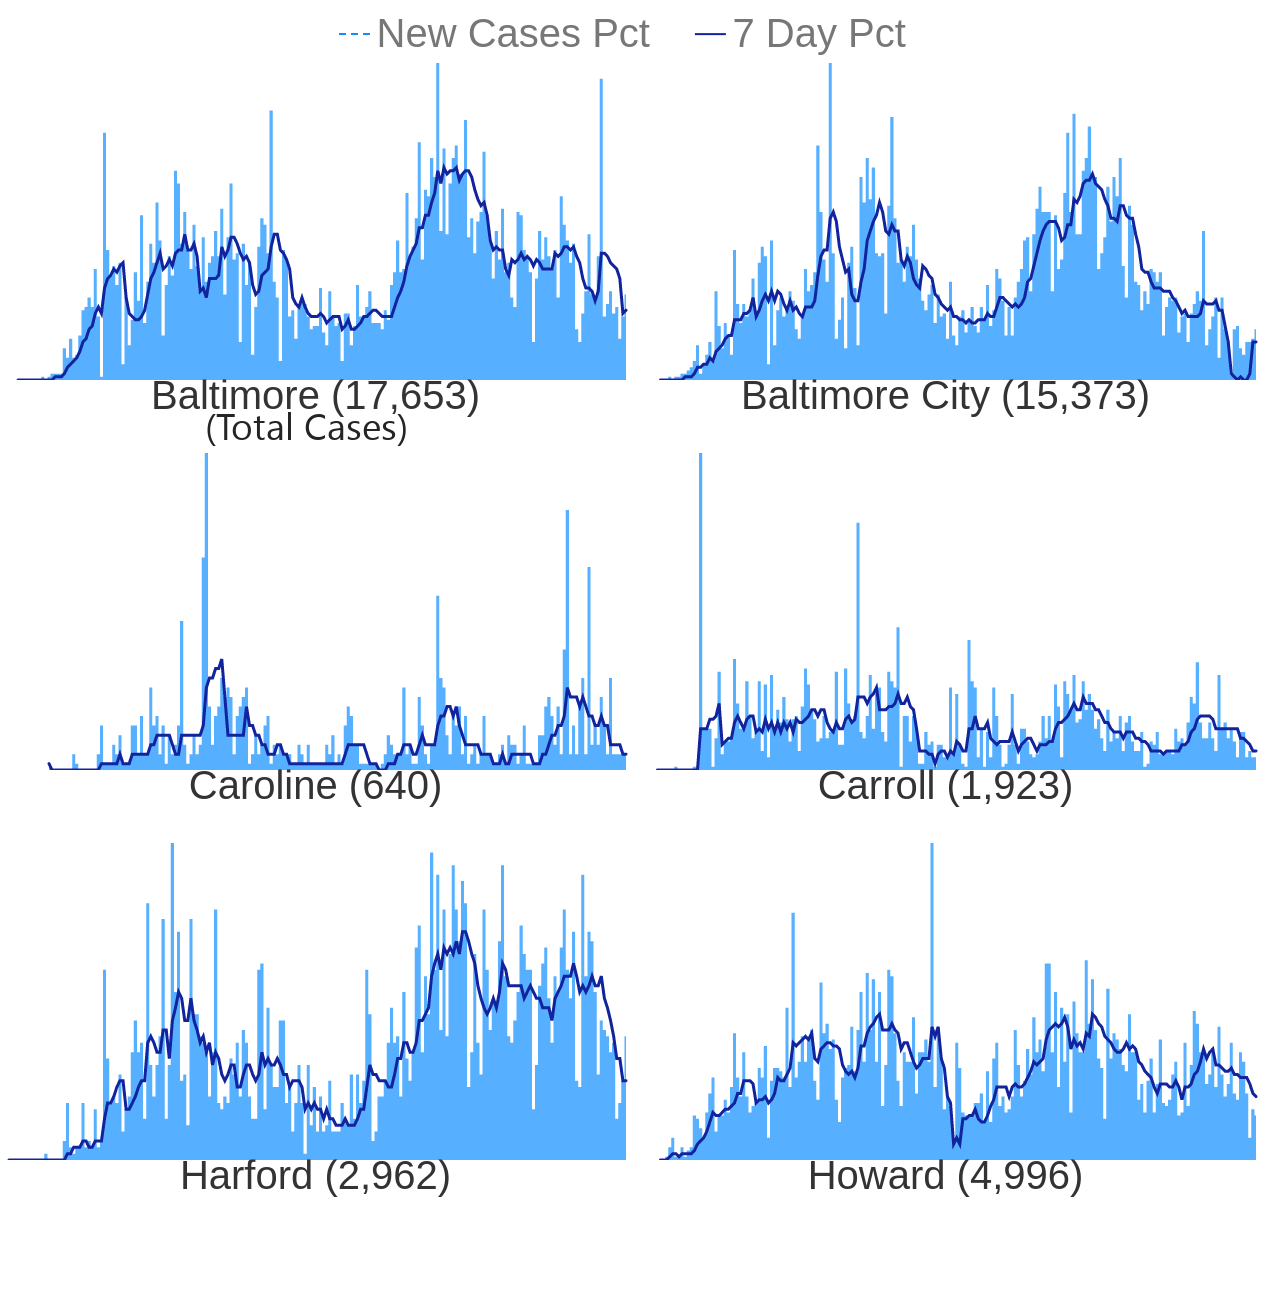 New Cases Pct 7 Day Pct
Baltimore (17,653) Baltimore City (15,373)
(Total Cases)
Caroline (640) Carroll (1,923)
Harford (2,962) Howard (4,996)